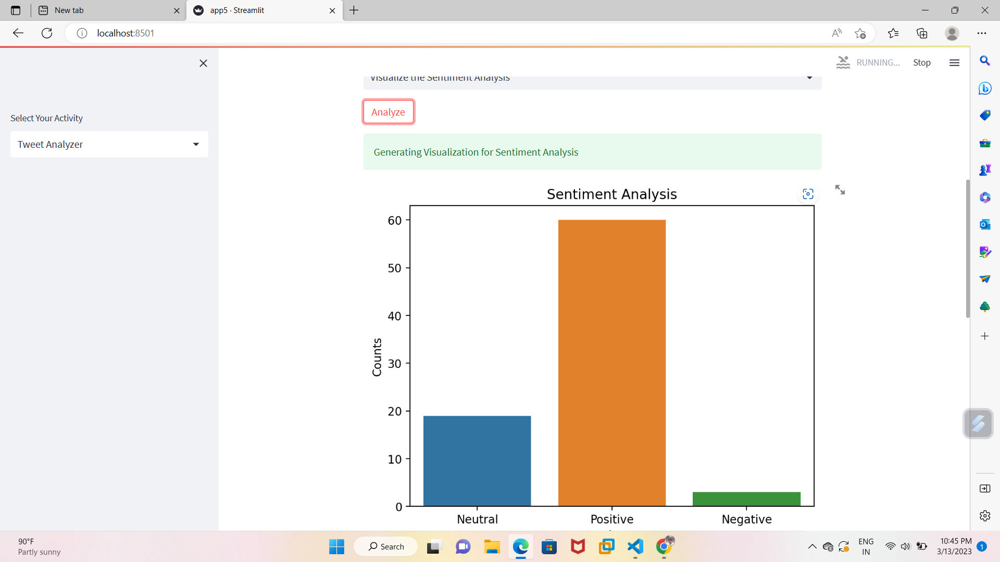 New tab
app5 · Streamlit
localhost:8501
RUNNING...
Stop
Visualize the Sentiment Analysis
Analyze
Select Your Activity
Tweet Analyzer
Generating Visualization for Sentiment Analysis
Sentiment Analysis
60
50
40
30
20
10
0
Counts
Neutral
Positive
Negative
90°F
Partly sunny
Search
ENG
IN
10:45 PM
3/13/2023
1